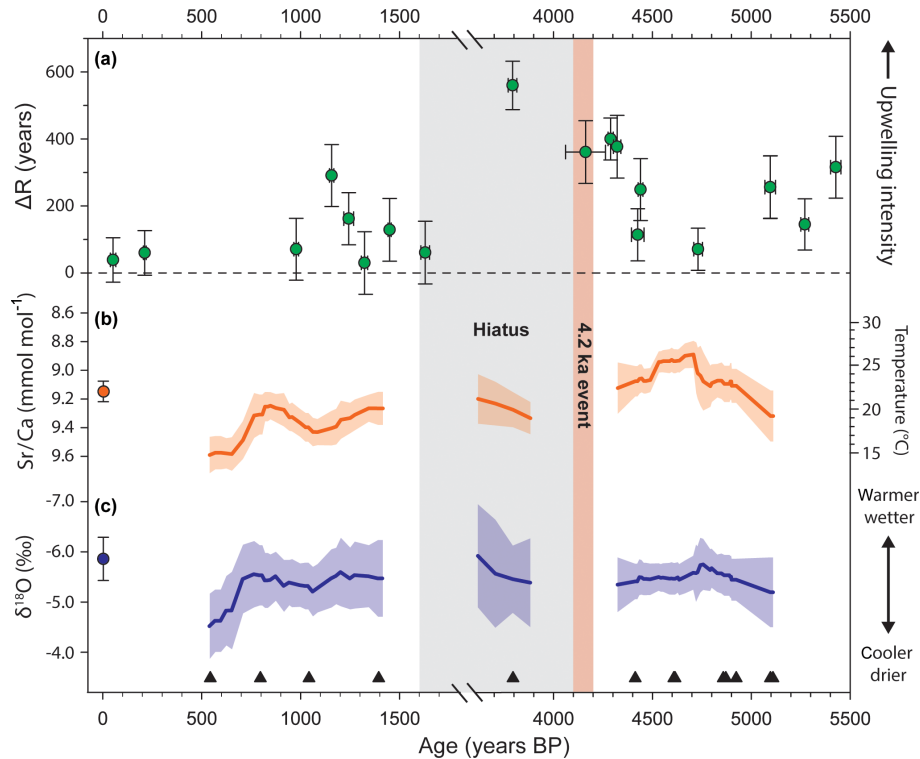 0 500 1000 1500 4000 4500 5000 5500
(a)
600
400
200
0
ΔR (years)
Upwelling intensity
(b)
8.6
8.8
9.0
9.2
9.4
9.6
Sr/Ca (mmol mol⁻¹)
Hiatus
4.2 ka event
30
25
20
15
Temperature (°C)
(c)
-7.0
-6.0
-5.0
-4.0
δ¹⁸O (‰)
Warmer
wetter
Cooler
drier
0 500 1000 1500 4000 4500 5000 5500
Age (years BP)